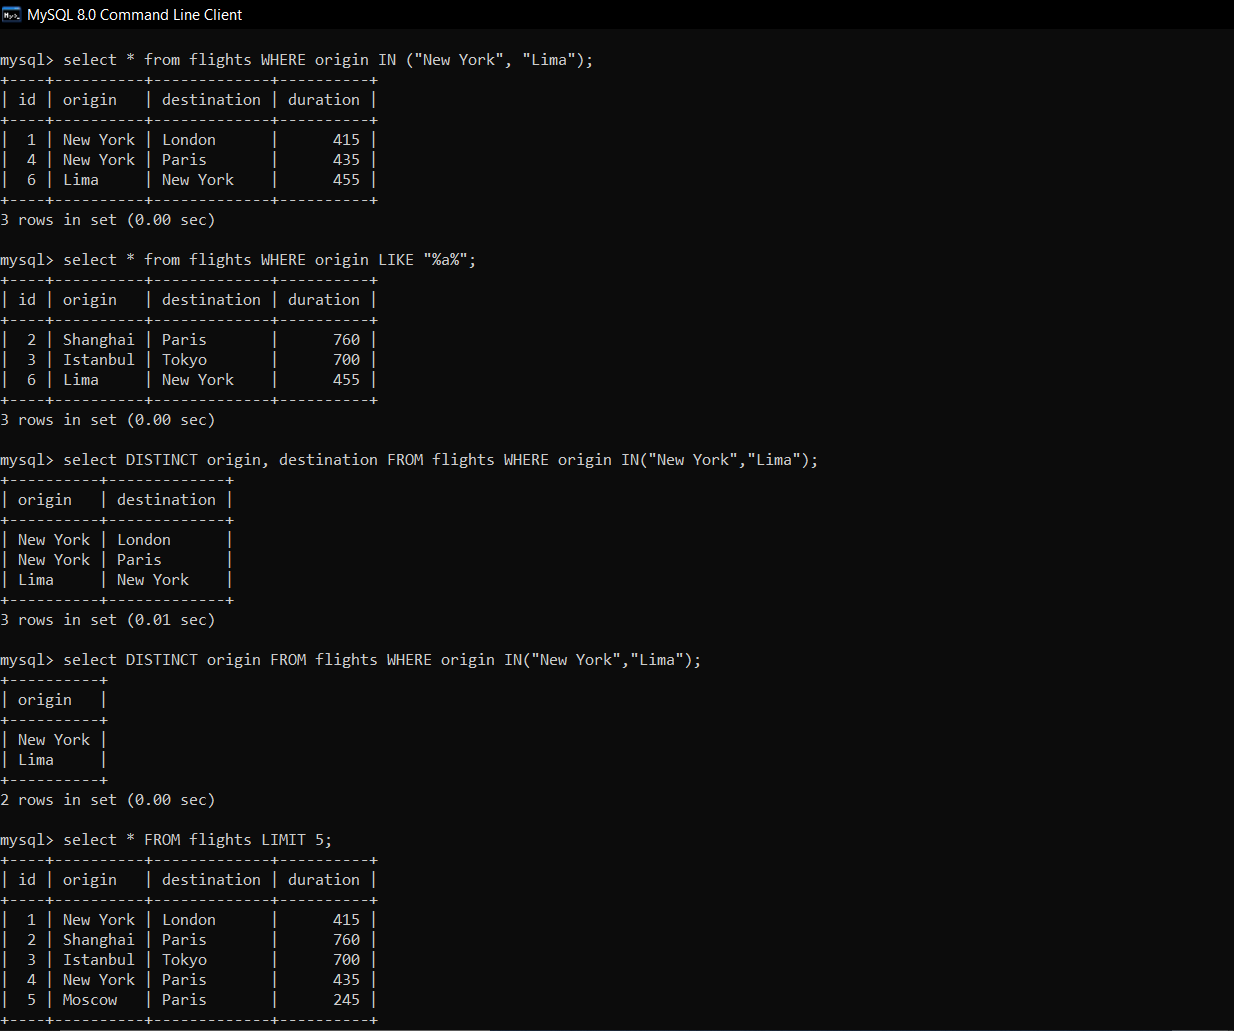 MySQL 8.0 Command Line Client
mysql> select * from flights WHERE origin IN ("New York", "Lima");
+----+----------+-------------+----------+
| id | origin   | destination | duration |
+----+----------+-------------+----------+
|  1 | New York | London      |      415 |
|  4 | New York | Paris       |      435 |
|  6 | Lima     | New York    |      455 |
+----+----------+-------------+----------+
3 rows in set (0.00 sec)
mysql> select * from flights WHERE origin LIKE "%a%";
+----+----------+-------------+----------+
| id | origin   | destination | duration |
+----+----------+-------------+----------+
|  2 | Shanghai | Paris       |      760 |
|  3 | Istanbul | Tokyo       |      700 |
|  6 | Lima     | New York    |      455 |
+----+----------+-------------+----------+
3 rows in set (0.00 sec)
mysql> select DISTINCT origin, destination FROM flights WHERE origin IN("New York","Lima");
+----------+-------------+
| origin   | destination |
+----------+-------------+
| New York | London      |
| New York | Paris       |
| Lima     | New York    |
+----------+-------------+
3 rows in set (0.01 sec)
mysql> select DISTINCT origin FROM flights WHERE origin IN("New York","Lima");
+----------+
| origin   |
+----------+
| New York |
| Lima     |
+----------+
2 rows in set (0.00 sec)
mysql> select * FROM flights LIMIT 5;
+----+----------+-------------+----------+
| id | origin   | destination | duration |
+----+----------+-------------+----------+
|  1 | New York | London      |      415 |
|  2 | Shanghai | Paris       |      760 |
|  3 | Istanbul | Tokyo       |      700 |
|  4 | New York | Paris       |      435 |
|  5 | Moscow   | Paris       |      245 |
+----+----------+-------------+----------+